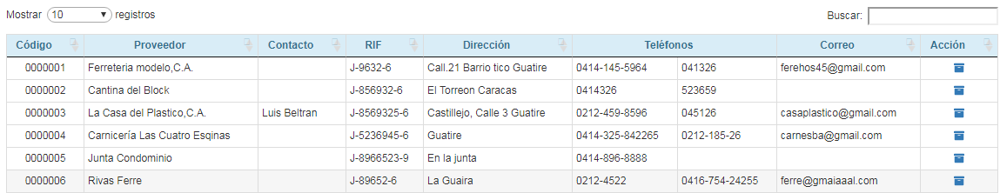 Mostrar 10 registros Buscar:
Código Proveedor Contacto RIF Dirección Teléfonos Correo Acción
0000001 Ferreteria modelo,C.A. J-9632-6 Call.21 Barrio tico Guatire 0414-145-5964 041326 ferehos45@gmail.com
0000002 Cantina del Block J-856932-6 El Torreon Caracas 0414326 523659
0000003 La Casa del Plastico,C.A. Luis Beltran J-8569325-6 Castillejo, Calle 3 Guatire 0212-459-8596 045126 casaplastico@gmail.com
0000004 Carnicería Las Cuatro Esqinas J-5236945-6 Guatire 0414-325-842265 0212-185-26 carnesba@gmail.com
0000005 Junta Condominio J-8966523-9 En la junta 0414-896-8888
0000006 Rivas Ferre J-89652-6 La Guaira 0212-4522 0416-754-24255 ferre@gmaiaaal.com